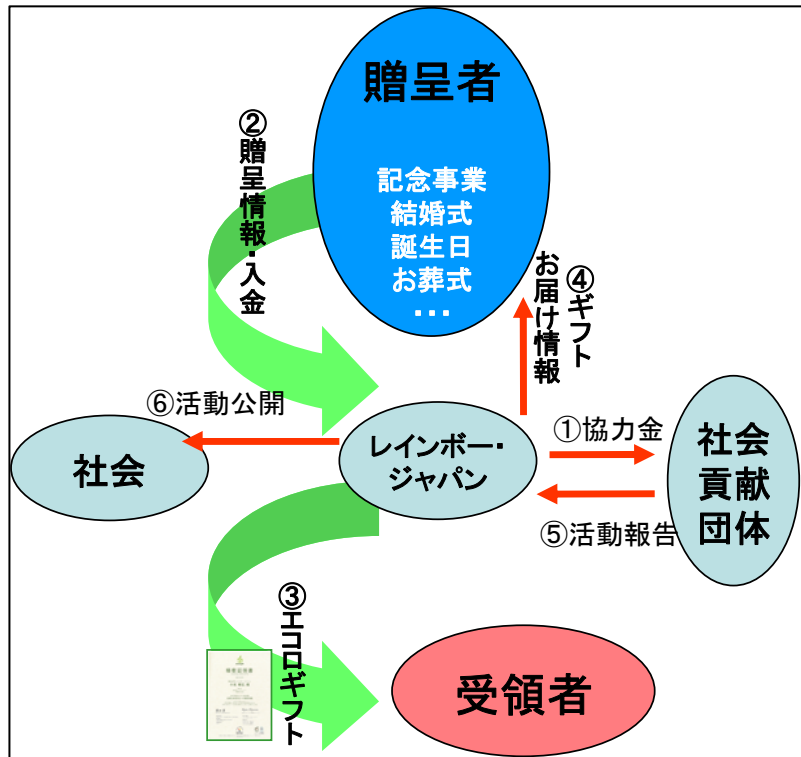 贈呈者
記念事業
結婚式
誕生日
お葬式
・・・
②贈呈情報・入金
④ギフト
お届け情報
⑥活動公開
社会
レインボー・
ジャパン
①協力金
⑤活動報告
社会
貢献
団体
③エコロギフト
受領者